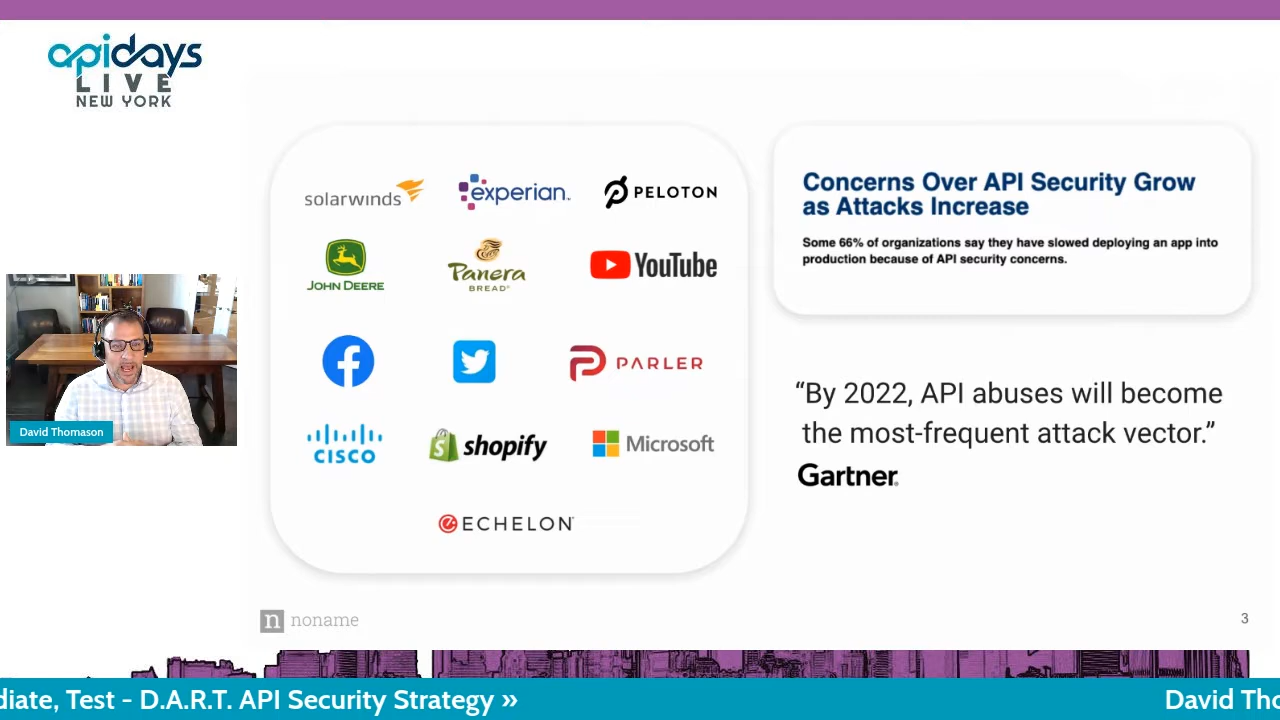 apidays
LIVE
NEW YORK
solarwinds
experian.
PELOTON
JOHN DEERE
Panera
BREAD®
YouTube
PARLER
CISCO
shopify
Microsoft
ECHELON
Concerns Over API Security Grow
as Attacks Increase
Some 66% of organizations say they have slowed deploying an app into
production because of API security concerns.
“By 2022, API abuses will become
the most-frequent attack vector.”
Gartner®
David Thomason
n noname
3
diate, Test - D.A.R.T. API Security Strategy »
David Tho